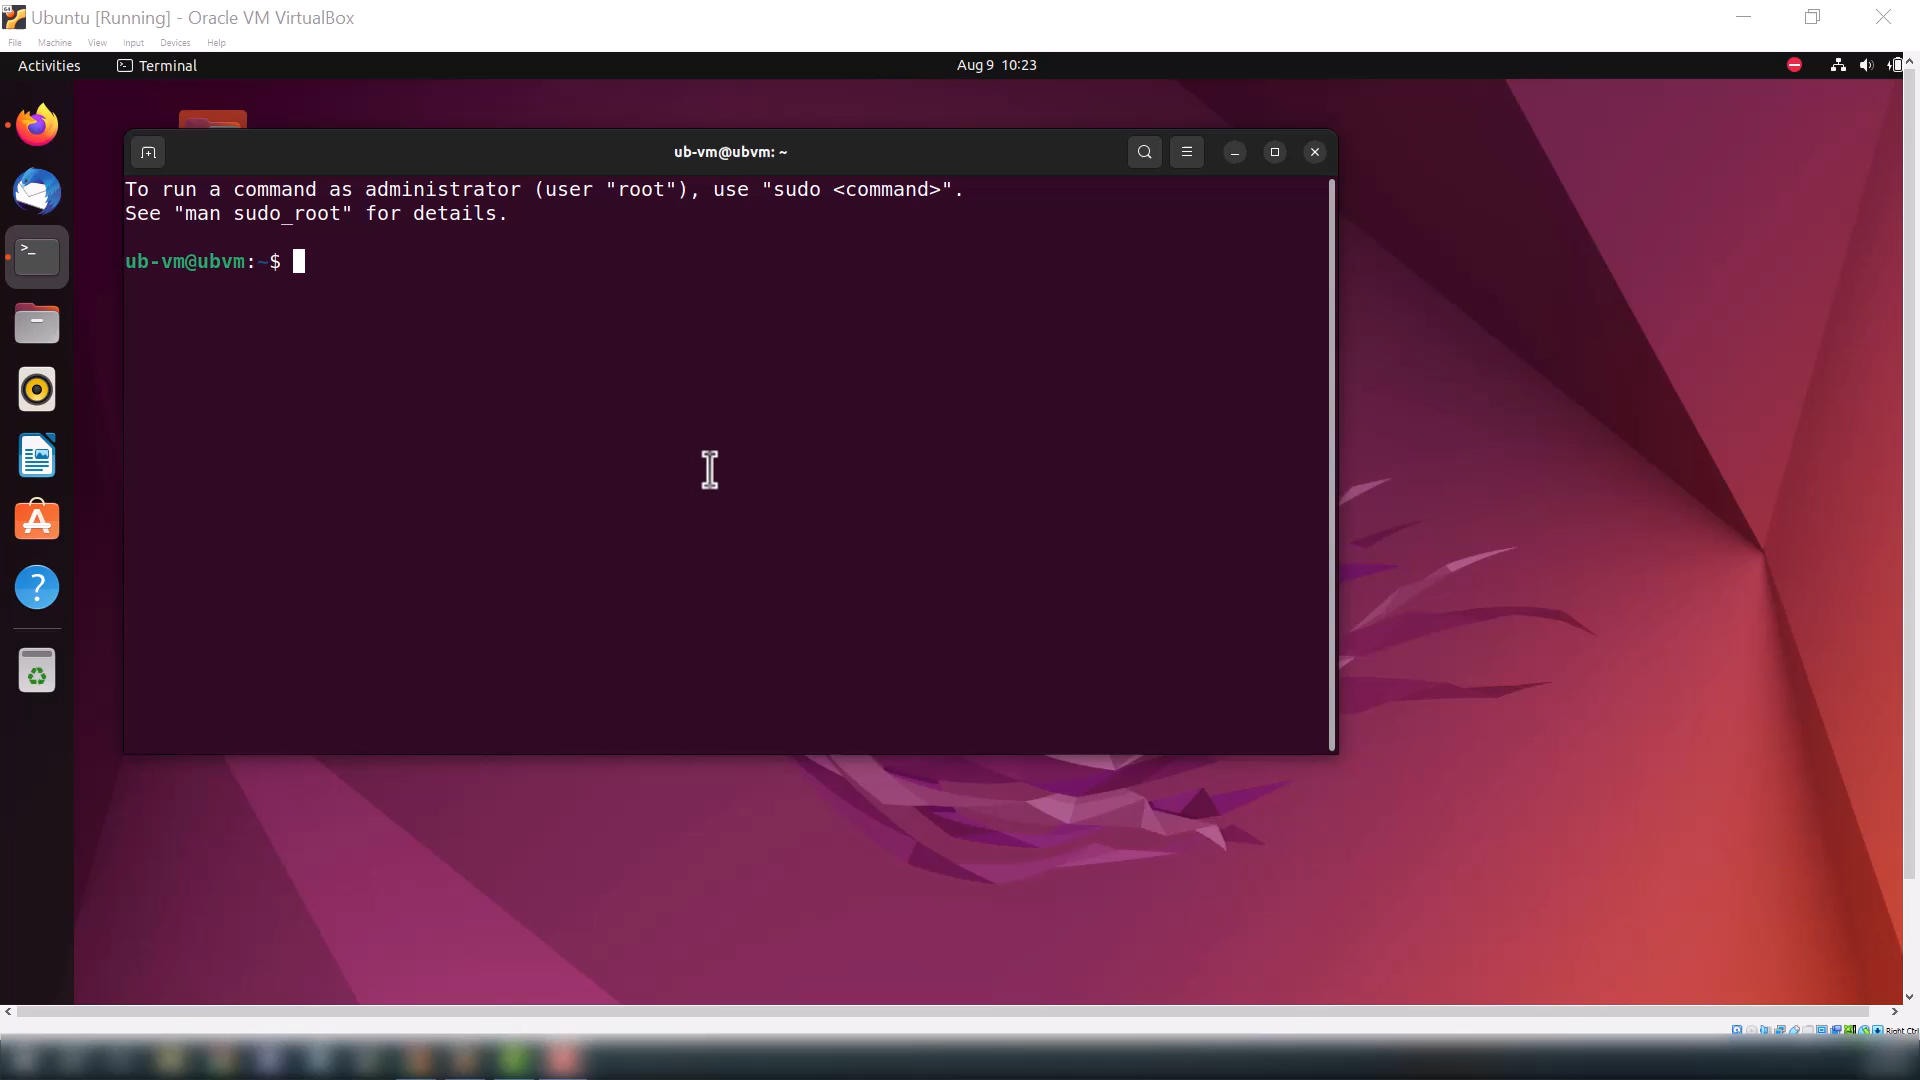 Ubuntu [Running] - Oracle VM VirtualBox
File Machine View Input Devices Help
Activities Terminal Aug 9 10:23
ub-vm@ubvm: ~
To run a command as administrator (user "root"), use "sudo <command>".
See "man sudo_root" for details.
ub-vm@ubvm:~$
Right Ctrl